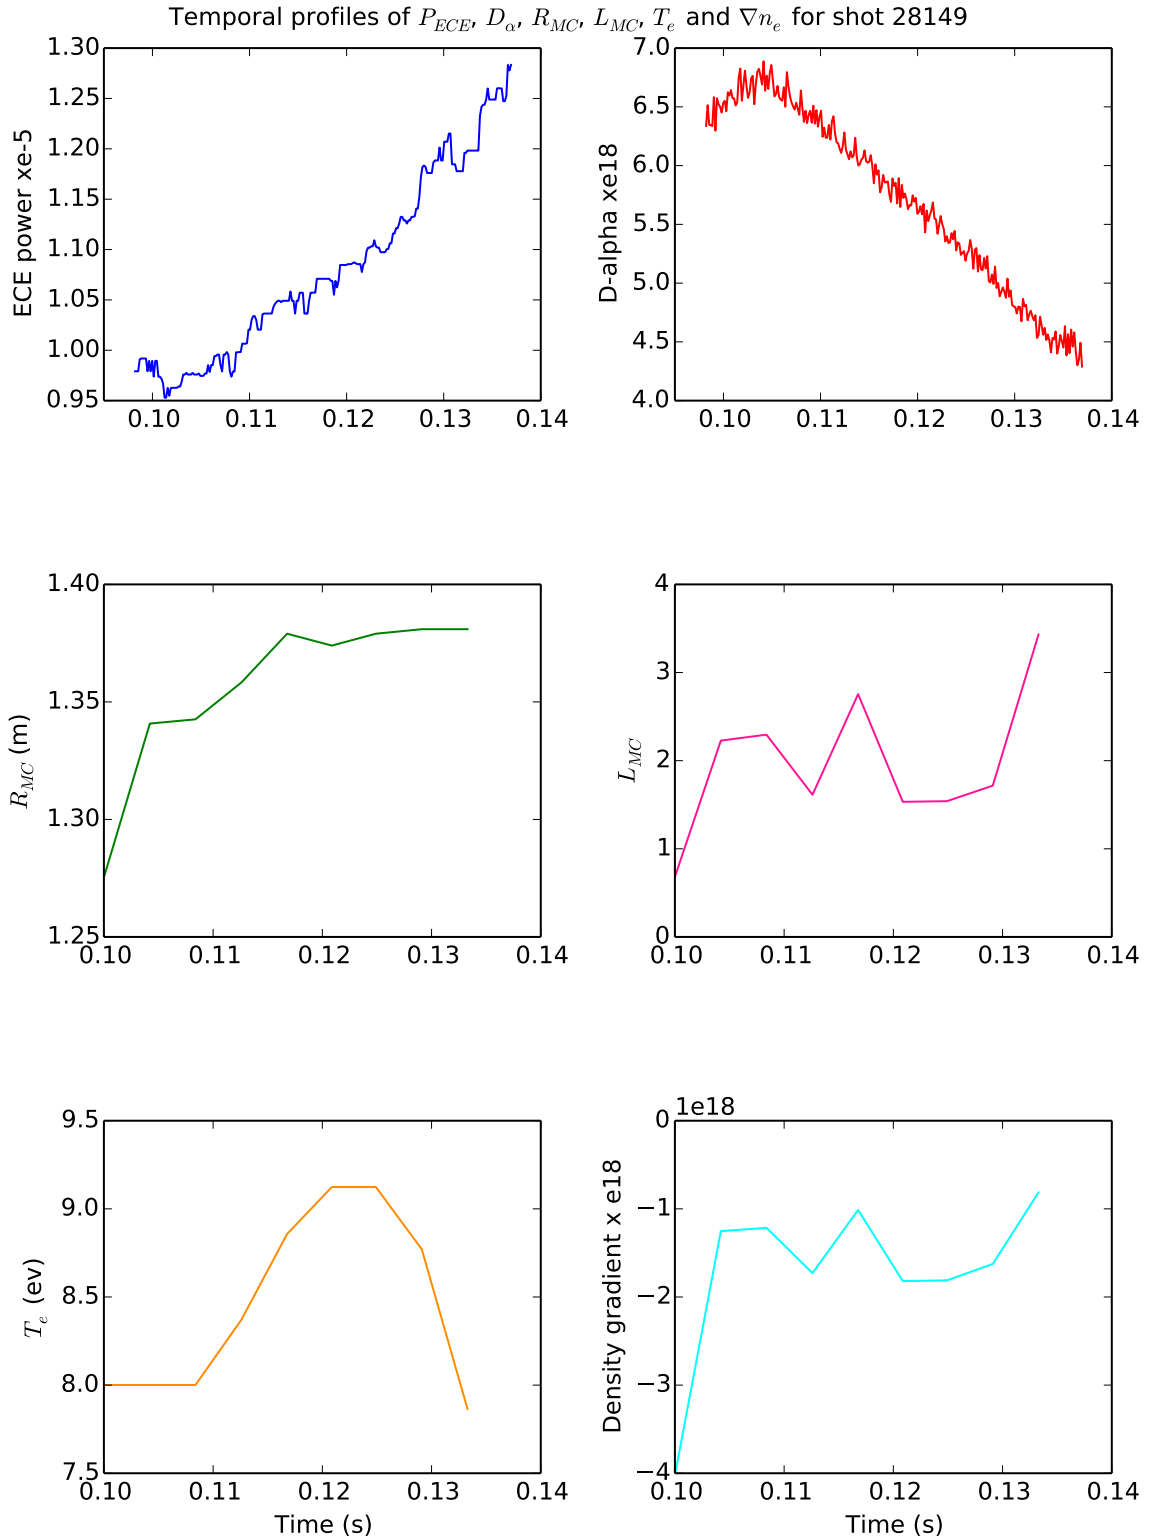 Temporal profiles of P_ECE, D_α, R_MC, L_MC, T_e and ∇n_e for shot 28149
ECE power xe-5
1.30
1.25
1.20
1.15
1.10
1.05
1.00
0.95
0.10 0.11 0.12 0.13 0.14
D-alpha xe18
7.0
6.5
6.0
5.5
5.0
4.5
4.0
0.10 0.11 0.12 0.13 0.14
R_MC (m)
1.40
1.35
1.30
1.25
0.10 0.11 0.12 0.13 0.14
L_MC
4
3
2
1
0
0.10 0.11 0.12 0.13 0.14
T_e (ev)
9.5
9.0
8.5
8.0
7.5
0.10 0.11 0.12 0.13 0.14
Time (s)
Density gradient x e18
1e18
0
−1
−2
−3
−4
0.10 0.11 0.12 0.13 0.14
Time (s)